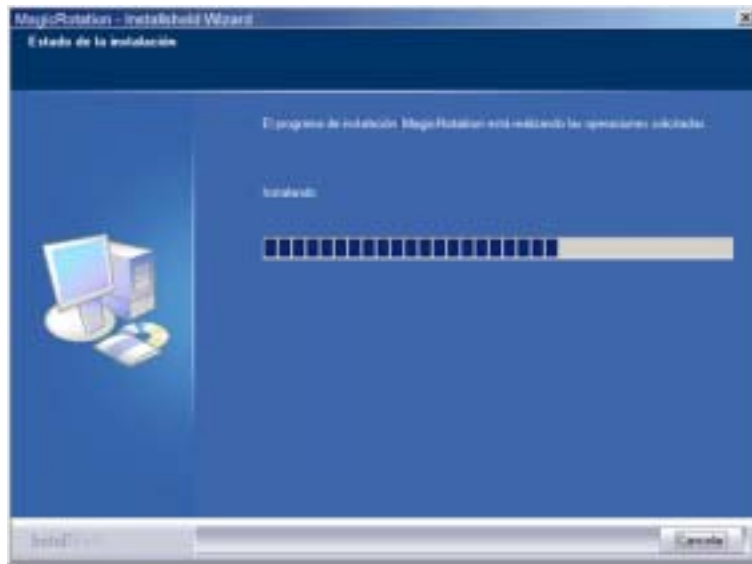 MagicRotation - InstallShield Wizard
Estado de la instalación
El programa de instalación MagicRotation está realizando las operaciones solicitadas.
Instalando
Cancelar